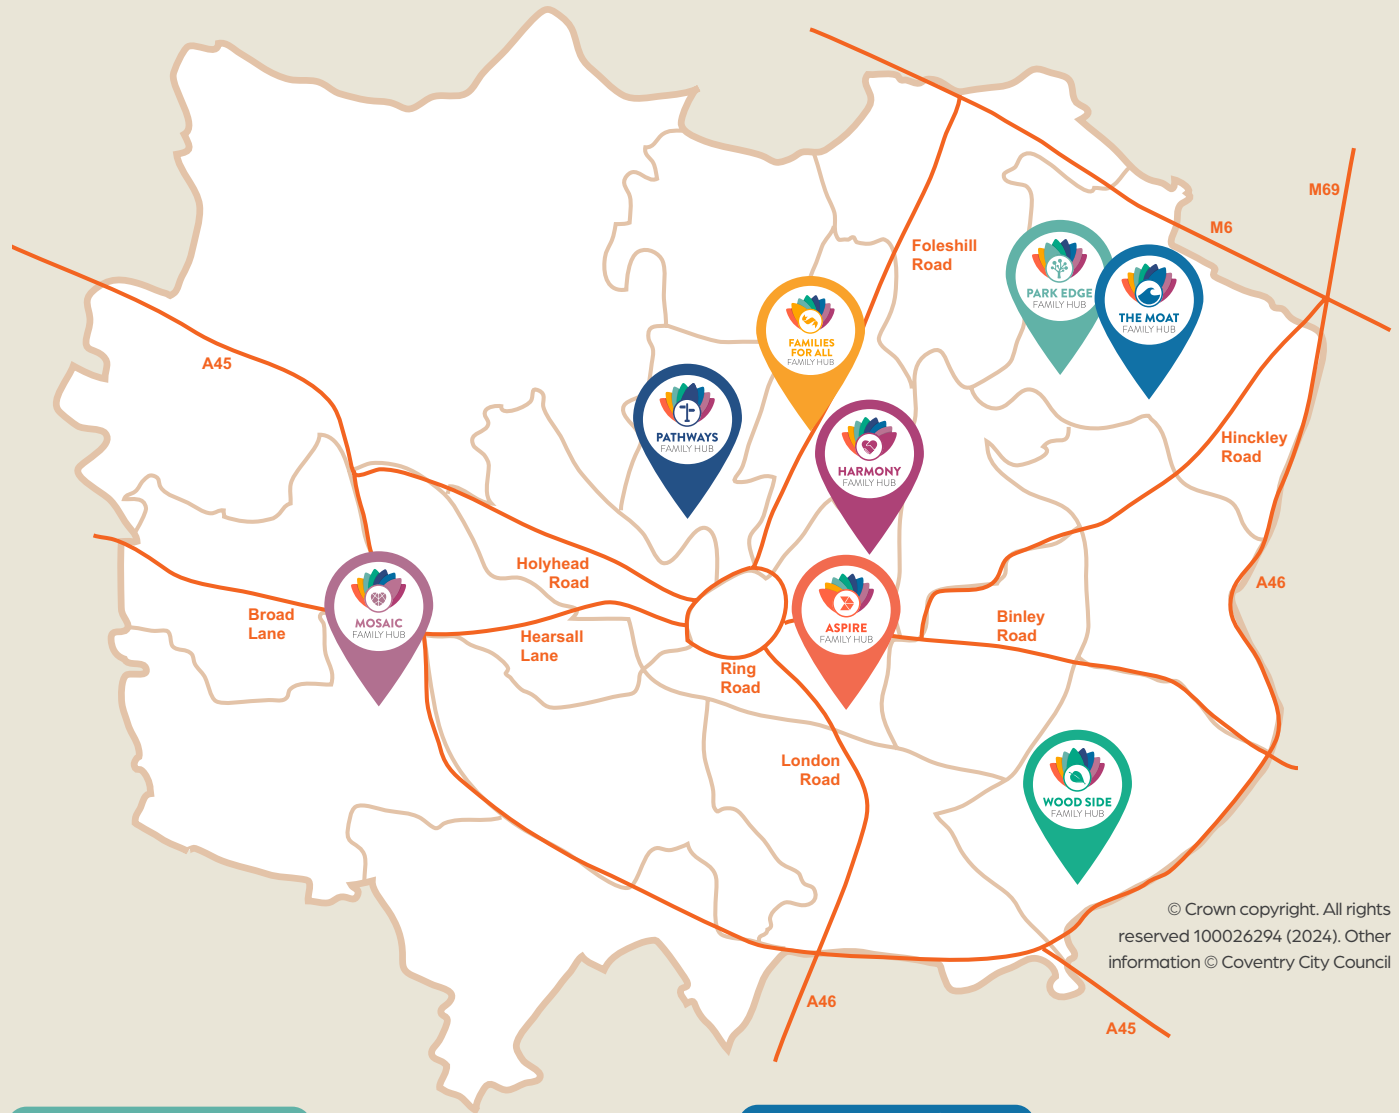 M69
M6
Foleshill
Road
PARK EDGE
FAMILY HUB
THE MOAT
FAMILY HUB
FAMILIES
FOR ALL
FAMILY HUB
A45
PATHWAYS
FAMILY HUB
HARMONY
FAMILY HUB
Hinckley
Road
Holyhead
Road
A46
MOSAIC
FAMILY HUB
Broad
Lane
Hearsall
Lane
ASPIRE
FAMILY HUB
Binley
Road
Ring
Road
London
Road
WOOD SIDE
FAMILY HUB
© Crown copyright. All rights
reserved 100026294 (2024). Other
information © Coventry City Council
A46
A45